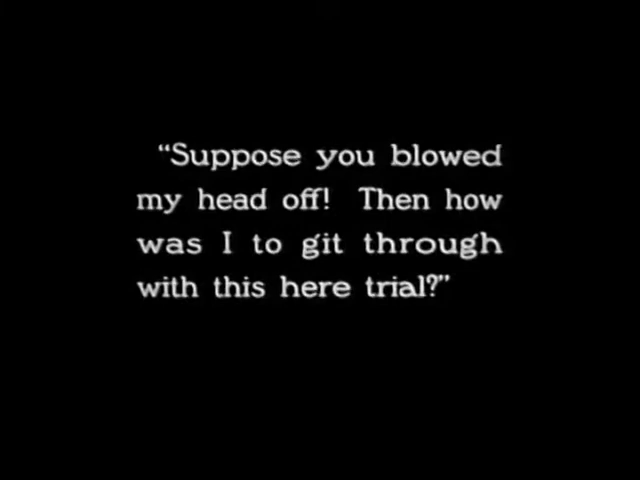 “Suppose you blowed
my head off! Then how
was I to git through
with this here trial?”